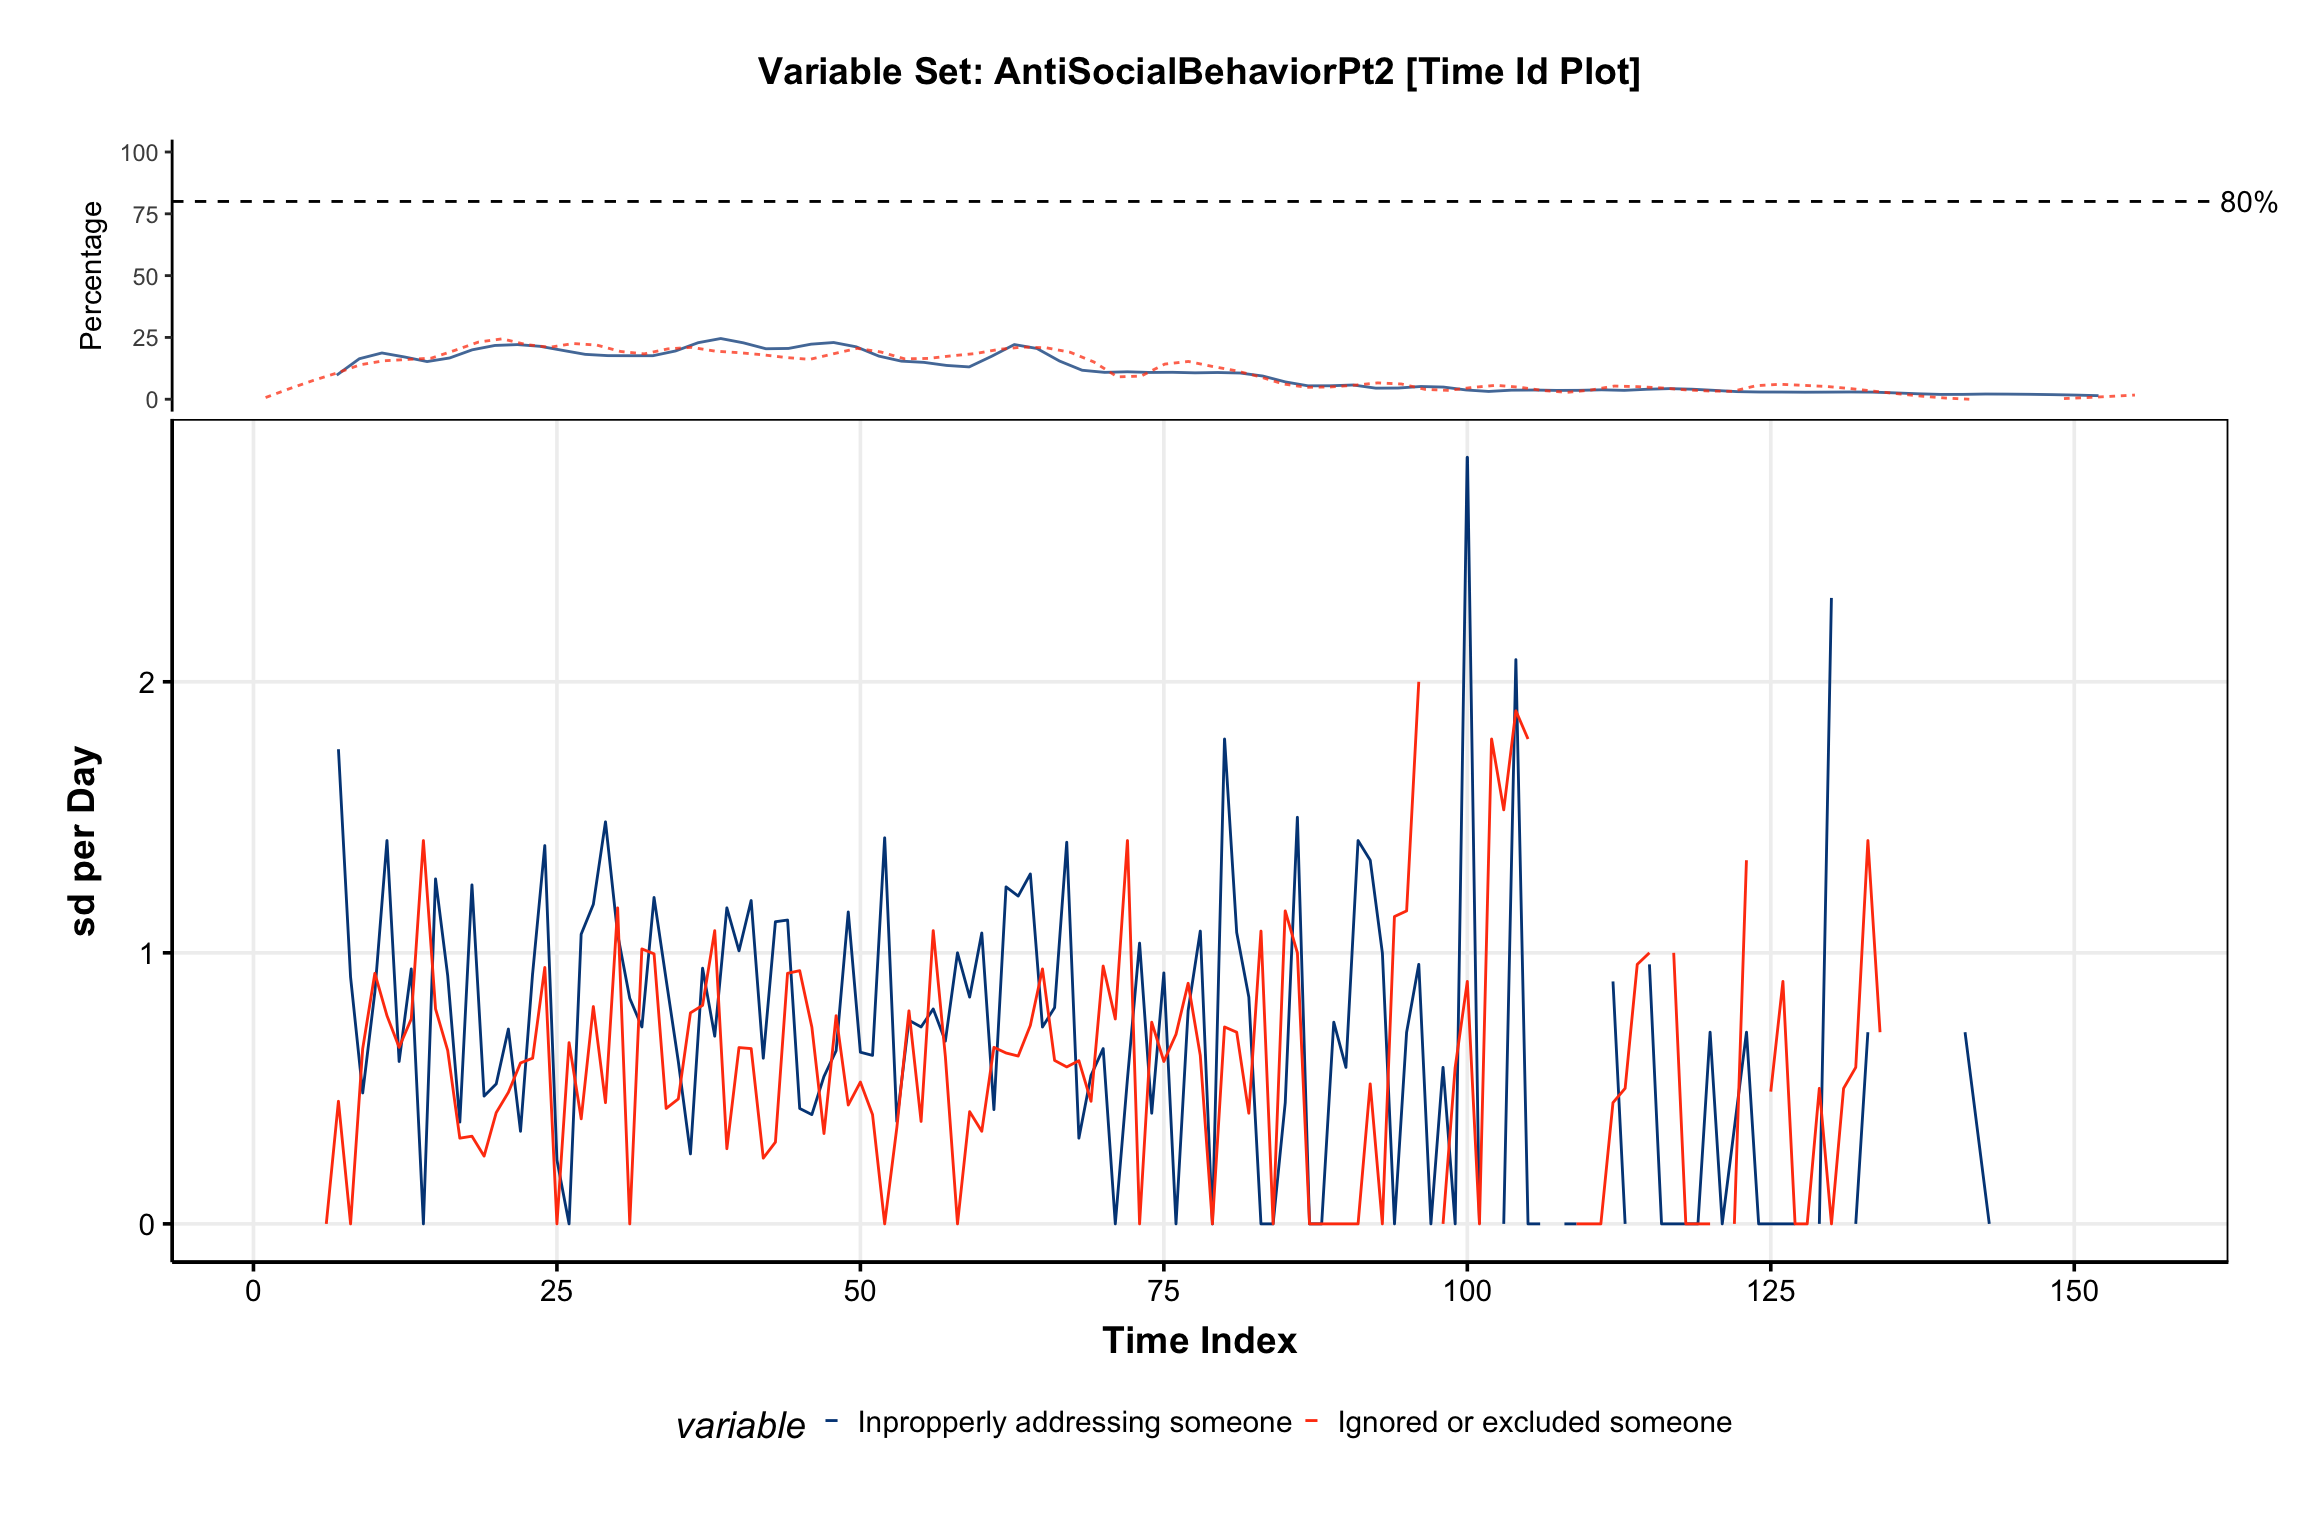 Variable Set: AntiSocialBehaviorPt2 [Time Id Plot]
Percentage
100
75
50
25
0
80%
sd per Day
2
1
0
0 25 50 75 100 125 150
Time Index
variable Inpropperly addressing someone Ignored or excluded someone